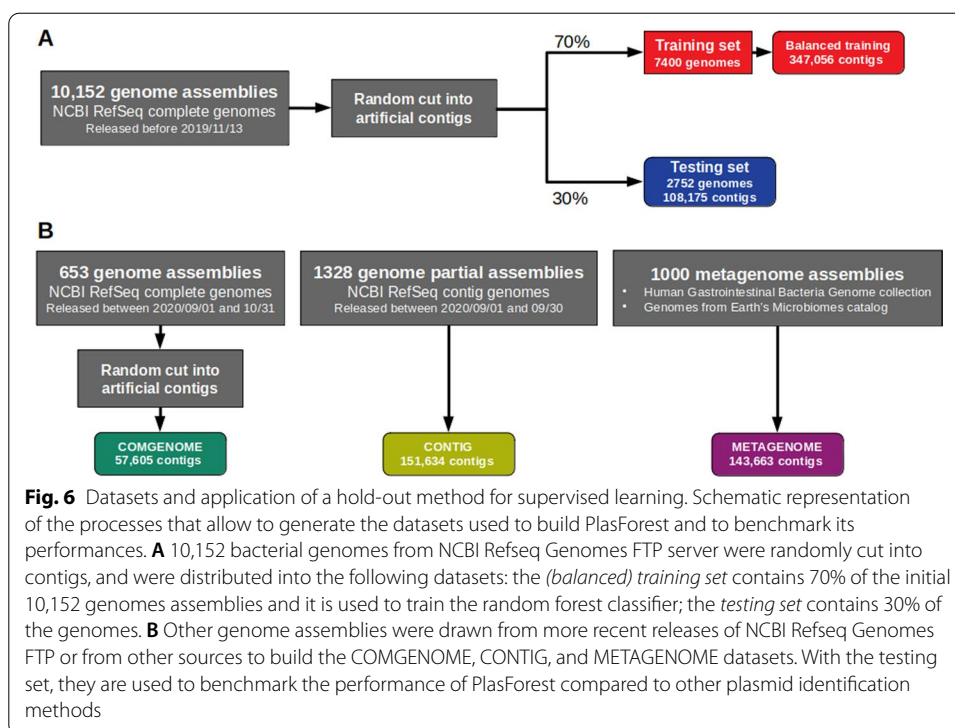 A
70%
Training set
7400 genomes
Balanced training
347,056 contigs
10,152 genome assemblies
NCBI RefSeq complete genomes
Released before 2019/11/13
Random cut into
artificial contigs
Testing set
2752 genomes
108,175 contigs
30%
B
653 genome assemblies
NCBI RefSeq complete genomes
Released between 2020/09/01 and 10/31
1328 genome partial assemblies
NCBI RefSeq contig genomes
Released between 2020/09/01 and 09/30
1000 metagenome assemblies
• Human Gastrointestinal Bacteria Genome collection
• Genomes from Earth's Microbiomes catalog
Random cut into
artificial contigs
COMGENOME
57,605 contigs
CONTIG
151,634 contigs
METAGENOME
143,663 contigs
Fig. 6 Datasets and application of a hold-out method for supervised learning. Schematic representation
of the processes that allow to generate the datasets used to build PlasForest and to benchmark its
performances. A 10,152 bacterial genomes from NCBI Refseq Genomes FTP server were randomly cut into
contigs, and were distributed into the following datasets: the (balanced) training set contains 70% of the initial
10,152 genomes assemblies and it is used to train the random forest classifier; the testing set contains 30% of
the genomes. B Other genome assemblies were drawn from more recent releases of NCBI Refseq Genomes
FTP or from other sources to build the COMGENOME, CONTIG, and METAGENOME datasets. With the testing
set, they are used to benchmark the performance of PlasForest compared to other plasmid identification
methods